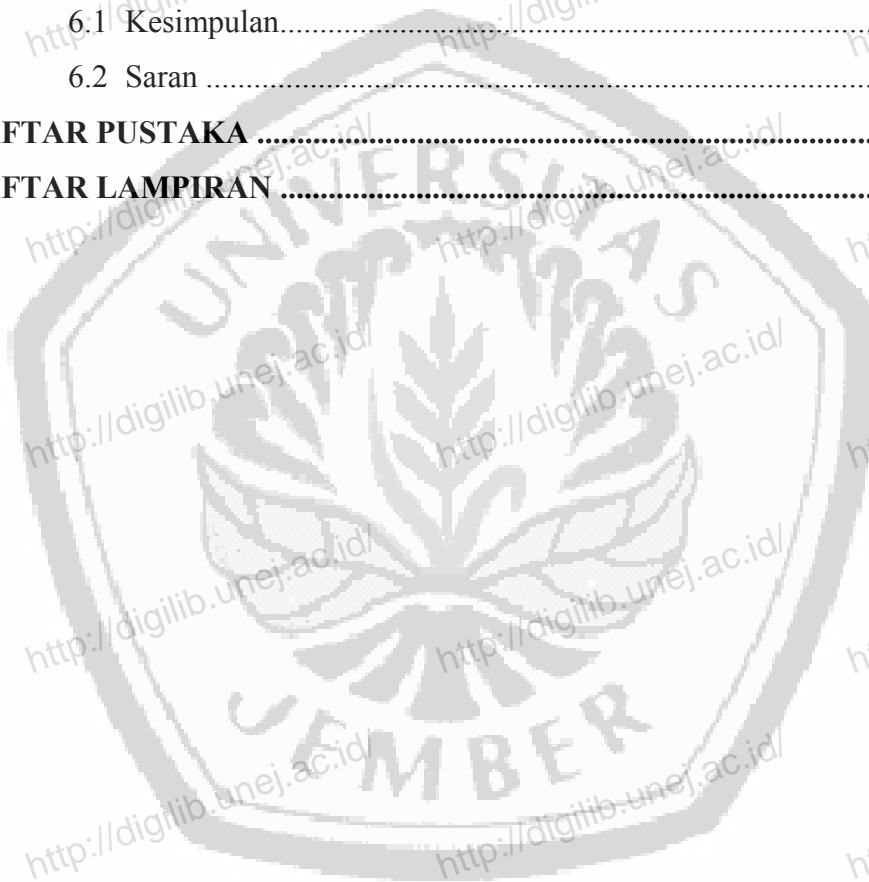 6.1 Kesimpulan..........................................................................
6.2 Saran ..........................................................................
FTAR PUSTAKA ..........................................................................
FTAR LAMPIRAN ..........................................................................
UNIVERSITAS
JEMBER
http://digilib.unej.ac.id/
http://digilib.unej.ac.id/
http://digilib.unej.ac.id/
http://digilib.unej.ac.id/
http://digilib.unej.ac.id/
http://digilib.unej.ac.id/
http://digilib.unej.ac.id/
http://digilib.unej.ac.id/